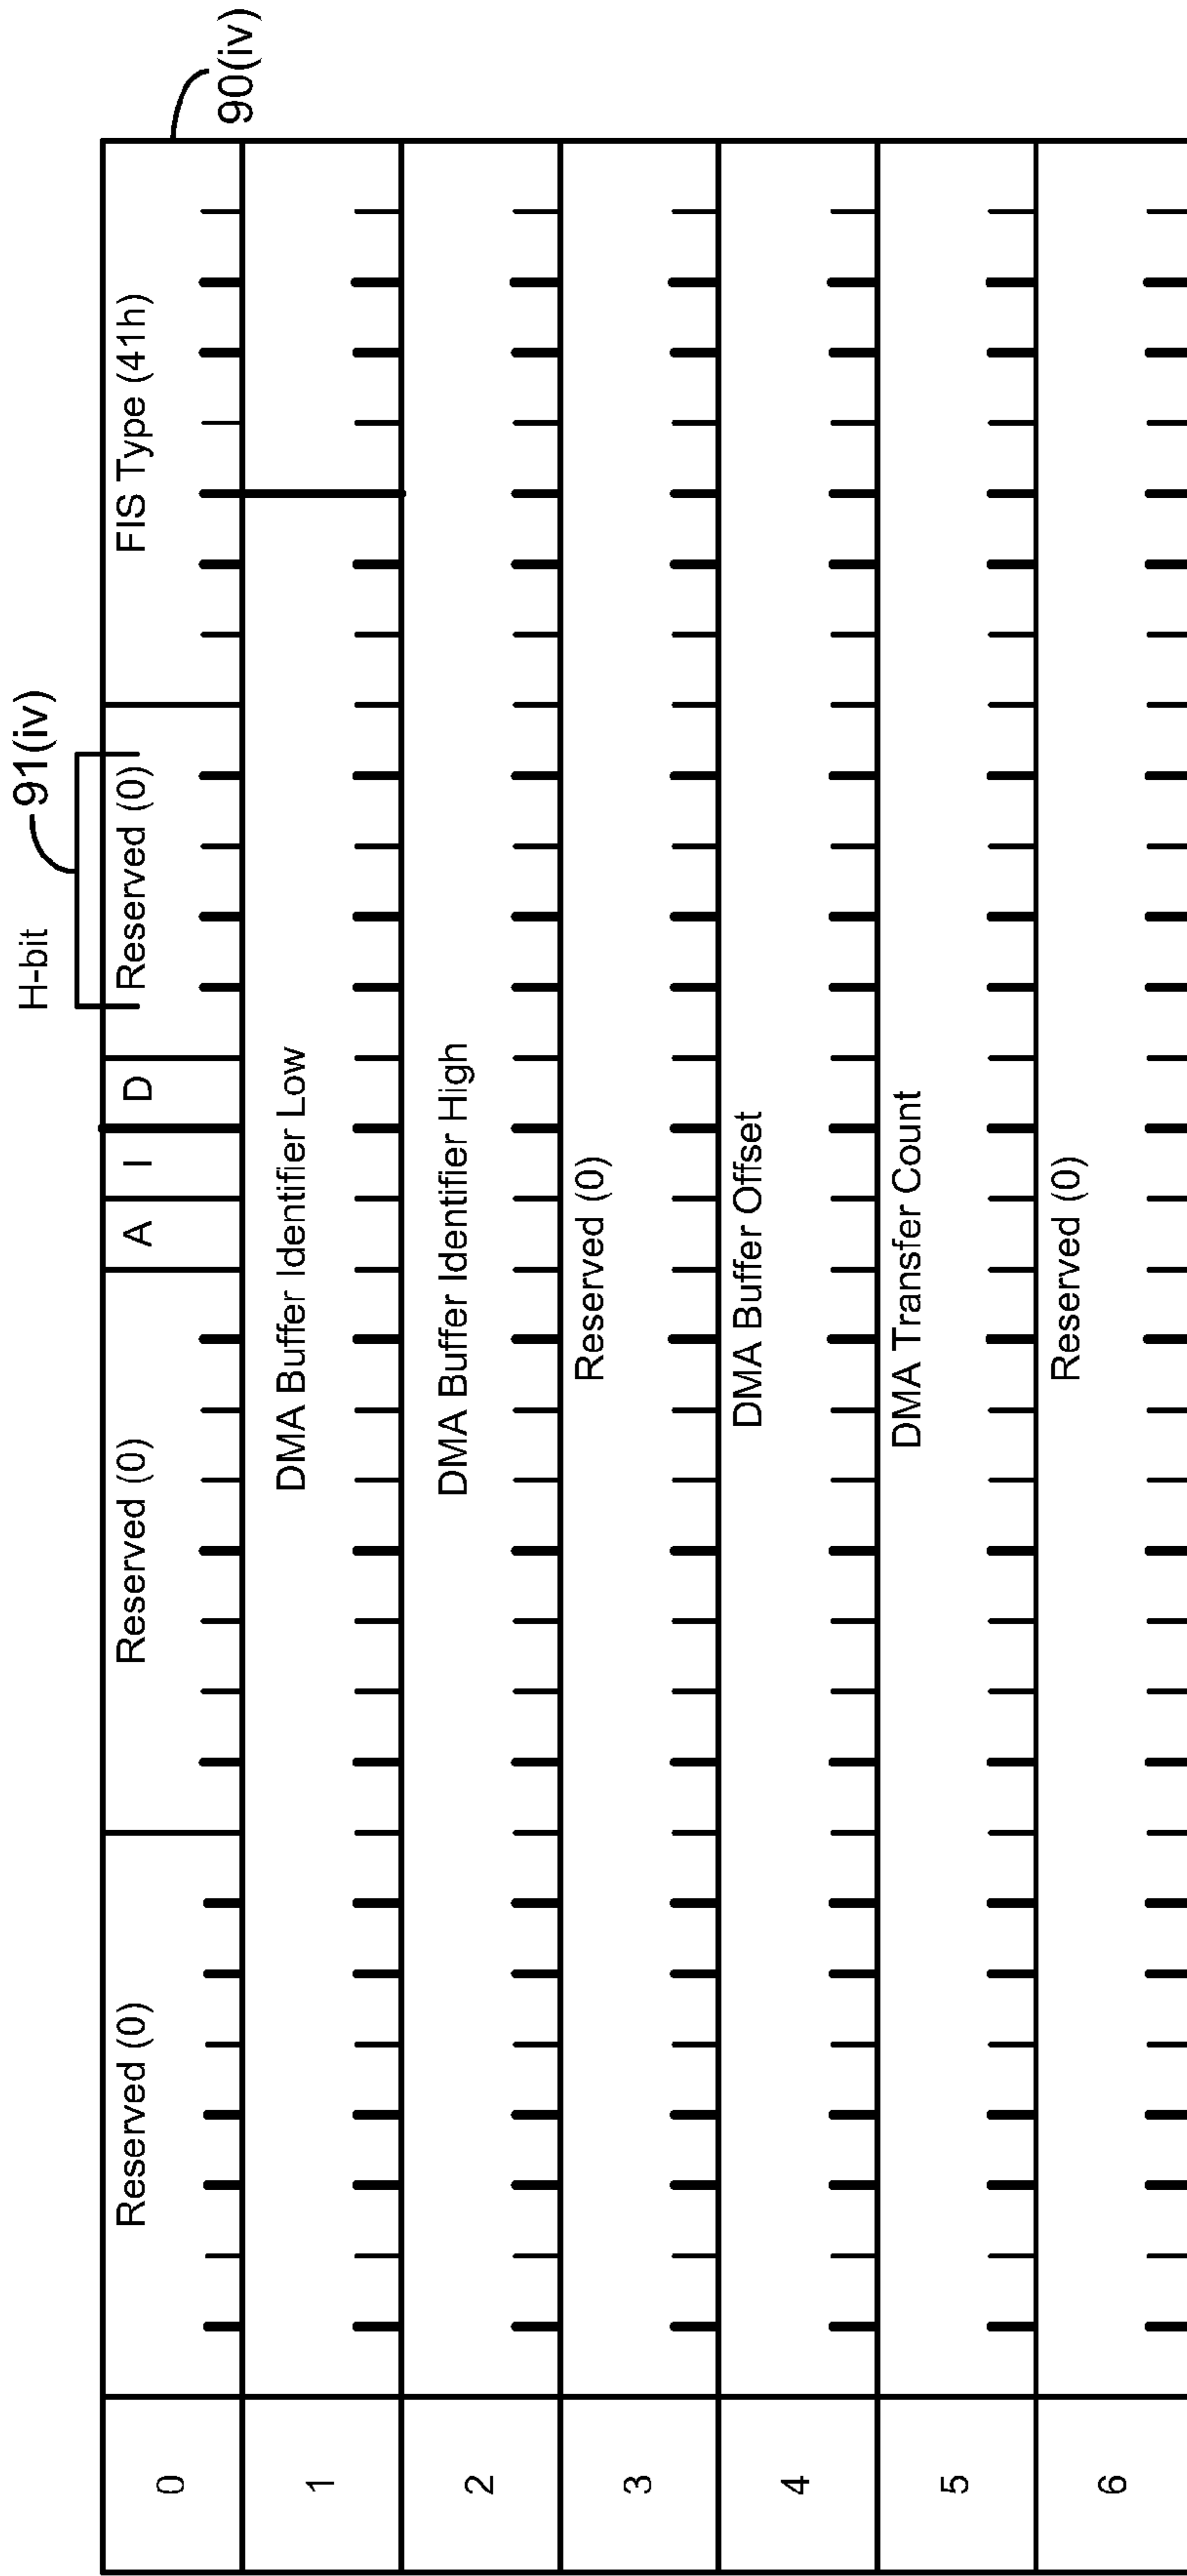 H-bit 91(iv)
90(iv)
0 Reserved (0) Reserved (0) A I D Reserved (0) FIS Type (41h)
1 DMA Buffer Identifier Low
2 DMA Buffer Identifier High
3 Reserved (0)
4 DMA Buffer Offset
5 DMA Transfer Count
6 Reserved (0)